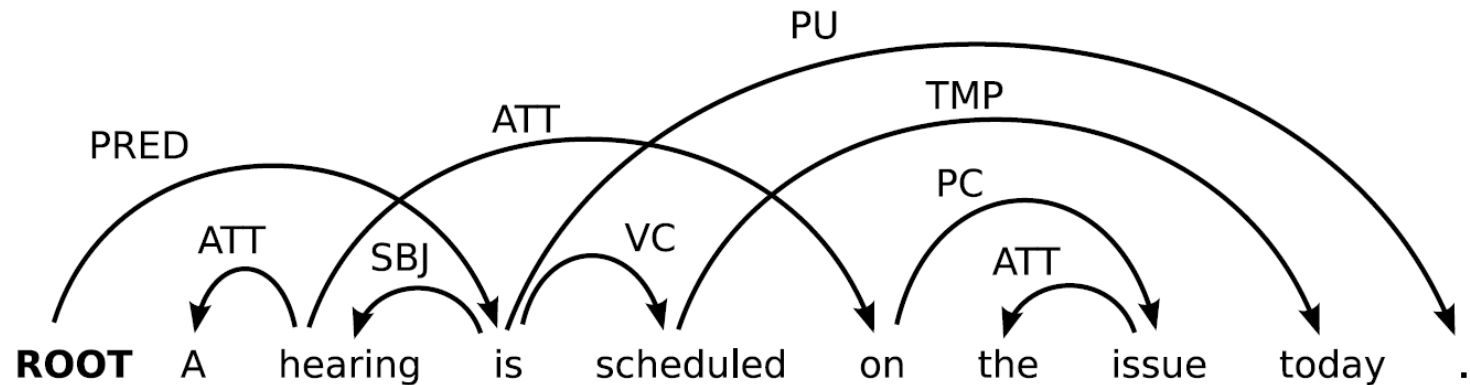 PU
TMP
ATT
PRED
PC
ATT SBJ VC ATT
ROOT A hearing is scheduled on the issue today .